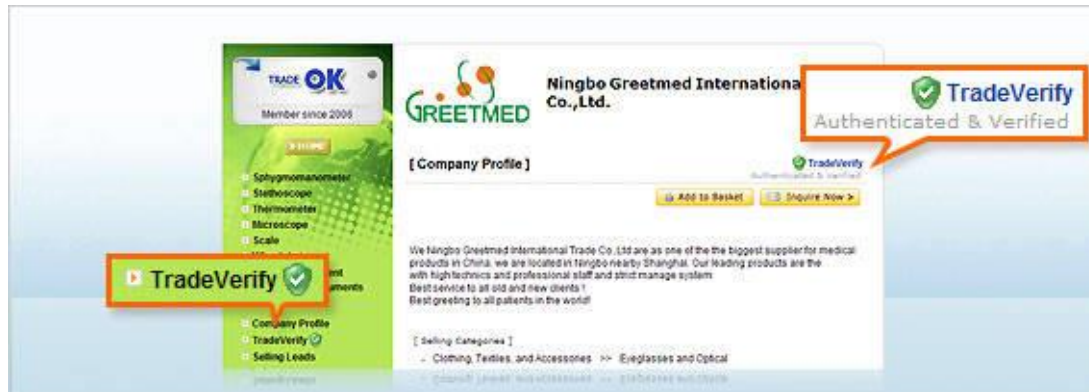 TRADE OK
Member since 2006
HOME
Sphygmomanometer
Stethoscope
Thermometer
Microscope
Scale
TradeVerify
Company Profile
TradeVerify
Selling Leads
GREETMED
Ningbo Greetmed Internationa
Co.,Ltd.
TradeVerify
Authenticated & Verified
[ Company Profile ]
TradeVerify
Authenticated & Verified
Add to Basket
Inquire Now >
We Ningbo Greetmed International Trade Co.,Ltd are as one of the the biggest supplier for medical
products in China. we are located in Ningbo nearby Shanghai. Our leading products are the
with high technics and professional staff and strict manage system
Best service to all old and new clients !
Best greeting to all patients in the world!
[ Selling Categories ]
- Clothing, Textiles, and Accessories >> Eyeglasses and Optical